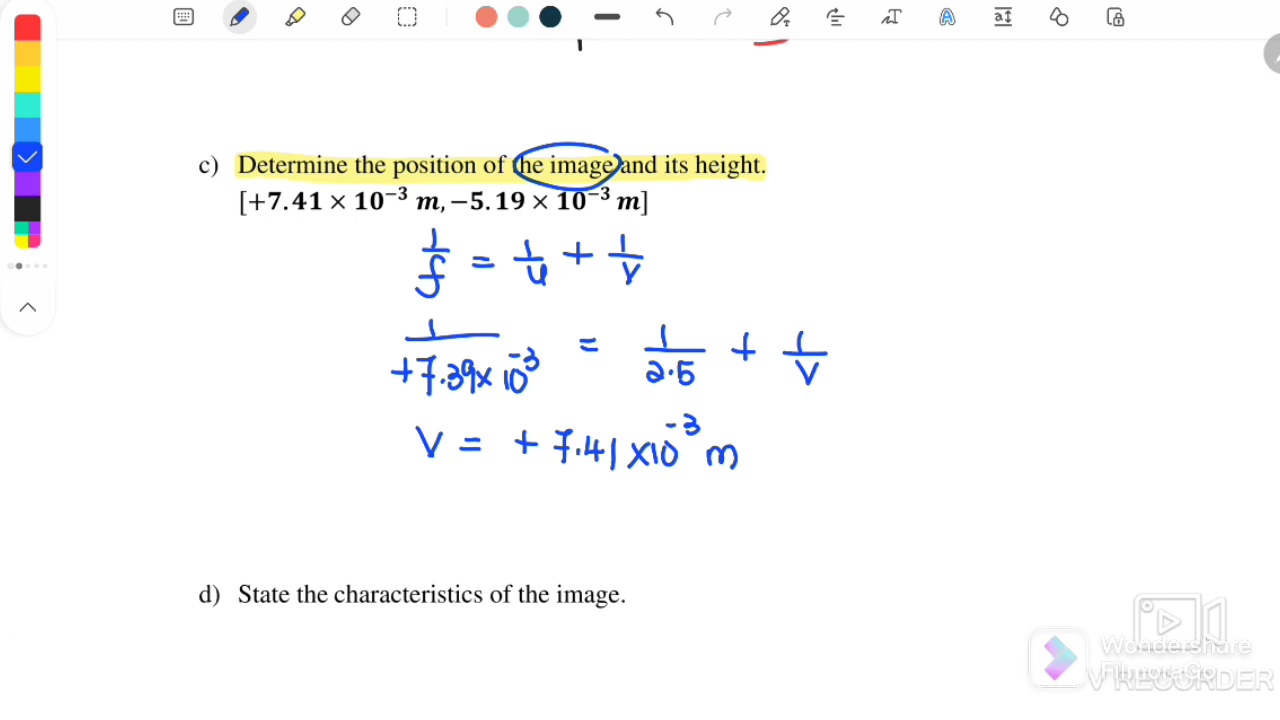 c) Determine the position of the image and its height.
[+7.41 × 10⁻³ m, −5.19 × 10⁻³ m]
1/f = 1/u + 1/v
1/+7.39×10⁻³ = 1/2.5 + 1/v
V = +7.41×10⁻³ m
d) State the characteristics of the image.
Wondershare
FilmoraGo
V RECORDER